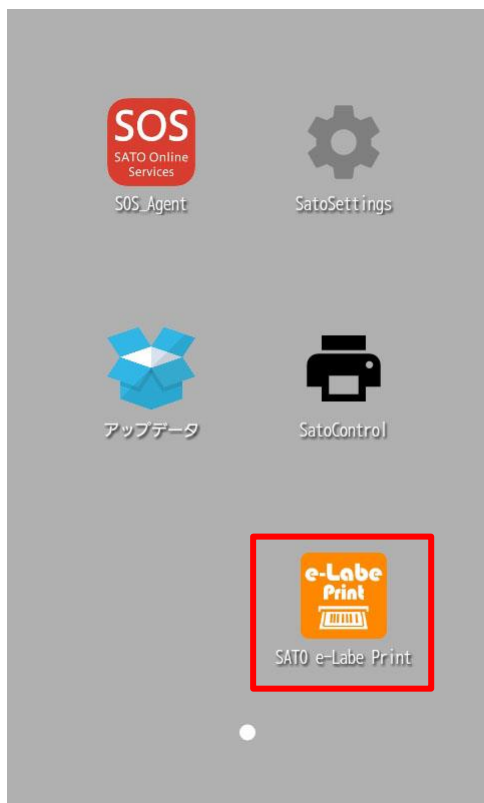 SOS
SATO Online
Services
SOS_Agent
SatoSettings
アップデータ
SatoControl
e-Labe
Print
SATO e-Labe Print